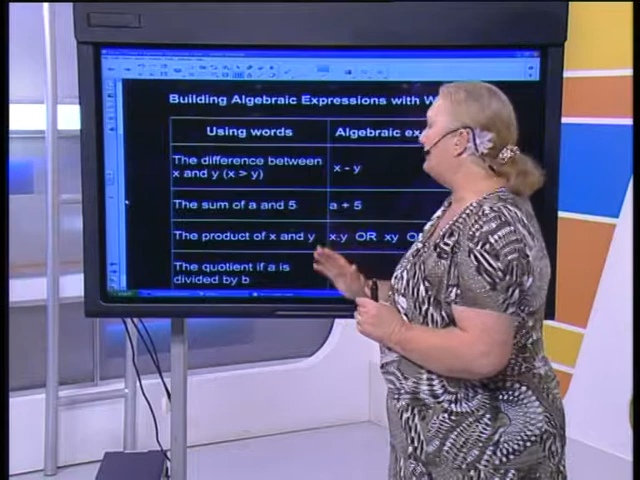 Building Algebraic Expressions with
Using words
Algebraic
The difference between
x and y (x > y)
x - y
The sum of a and 5
a + 5
The product of x and y
x.y OR xy
The quotient if a is
divided by b